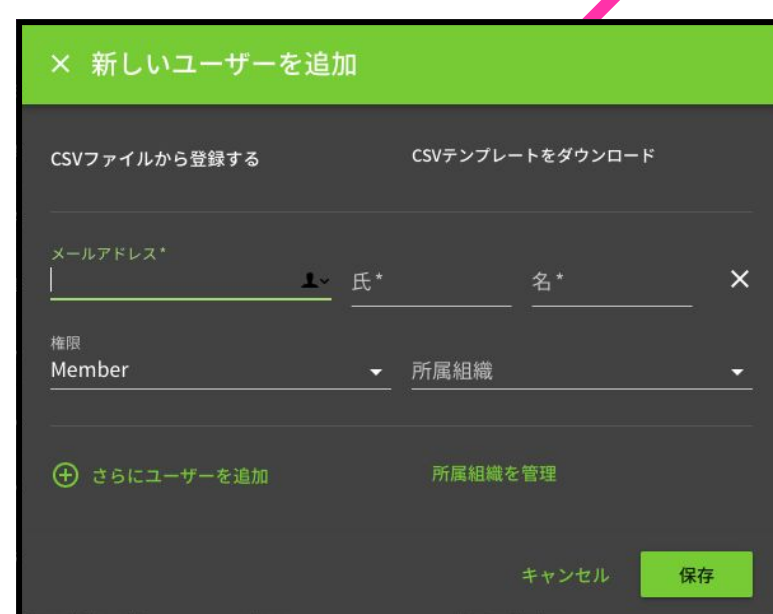 × 新しいユーザーを追加
CSVファイルから登録する CSVテンプレートをダウンロード
メールアドレス*
氏* 名*
権限
Member 所属組織
さらにユーザーを追加 所属組織を管理
キャンセル 保存